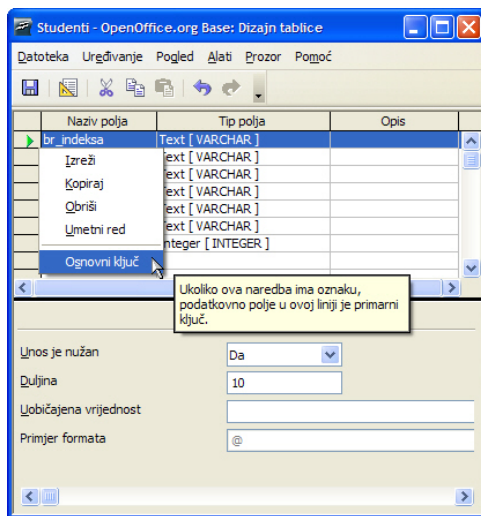 Studenti - OpenOffice.org Base: Dizajn tablice
Datoteka Uređivanje Pogled Alati Prozor Pomoć
Naziv polja Tip polja Opis
br_indeksa Text [ VARCHAR ]
Izreži ext [ VARCHAR ]
Kopiraj ext [ VARCHAR ]
Obriši ext [ VARCHAR ]
Umetni red ext [ VARCHAR ]
nteger [ INTEGER ]
Osnovni ključ
Ukoliko ova naredba ima oznaku,
podatkovno polje u ovoj liniji je primarni
ključ.
Unos je nužan Da
Duljina 10
Uobičajena vrijednost
Primjer formata @